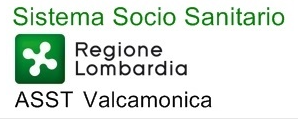 Sistema Socio Sanitario
Regione
Lombardia
ASST Valcamonica